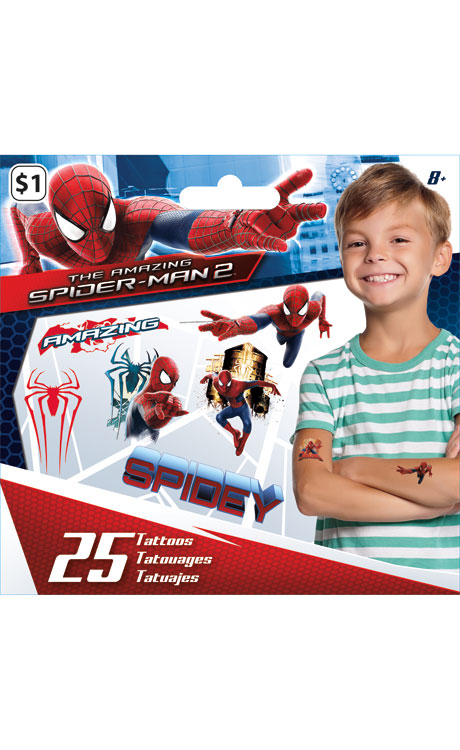 $1
8+
THE AMAZING
SPIDER-MAN 2
AMAZING
SPIDEY
25 Tattoos
Tatouages
Tatuajes